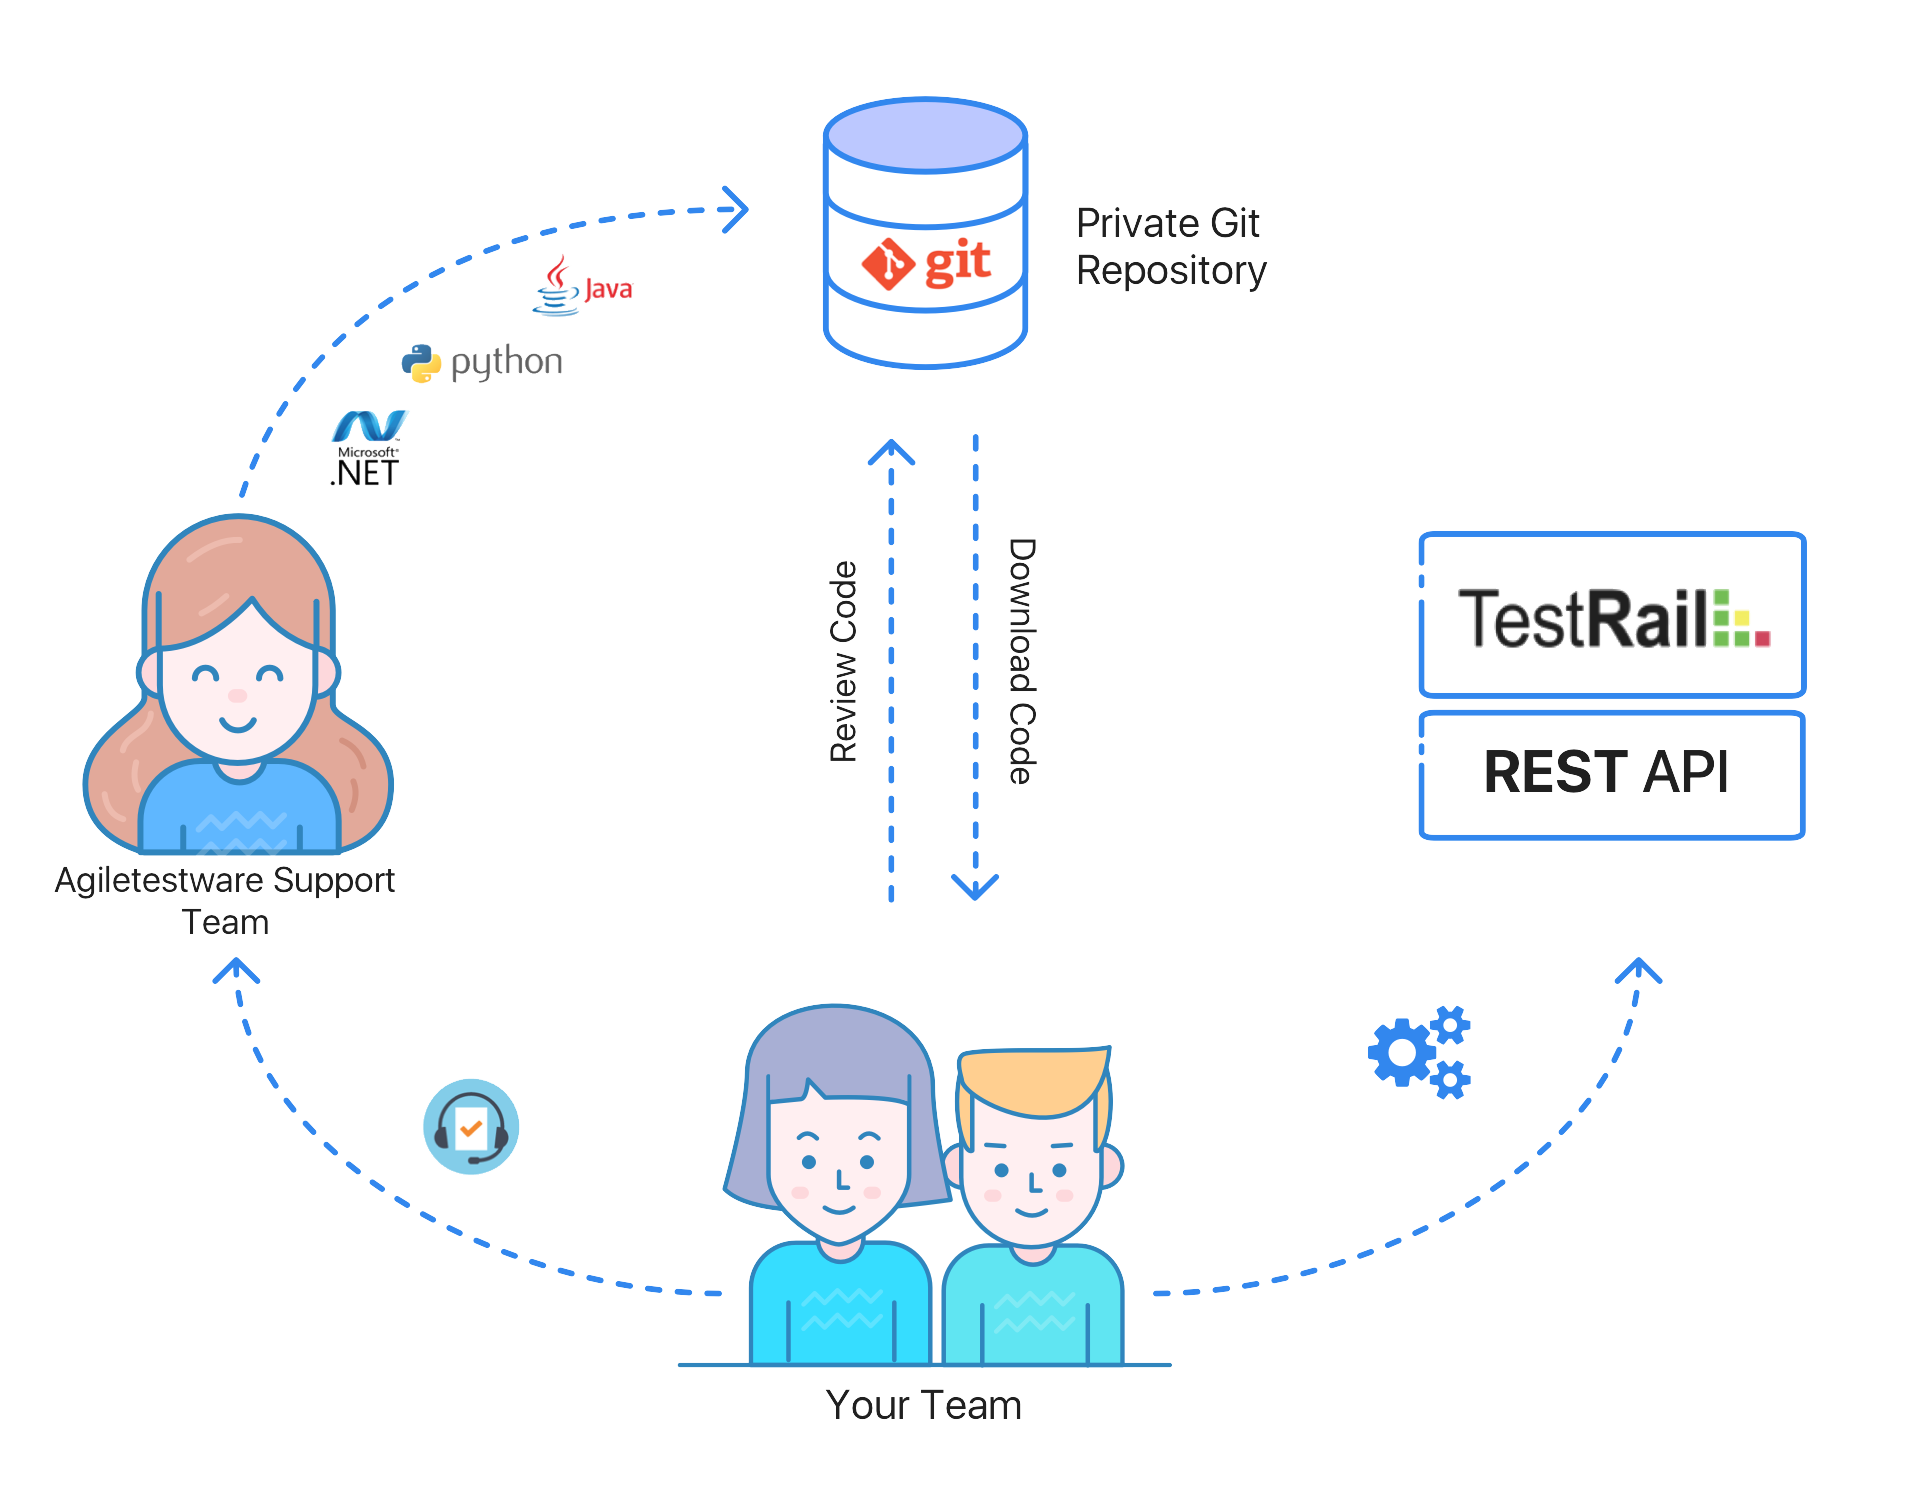 git
Private Git
Repository
Java
python
Microsoft®
.NET
Review Code
Download Code
TestRail
REST API
Agiletestware Support
Team
Your Team